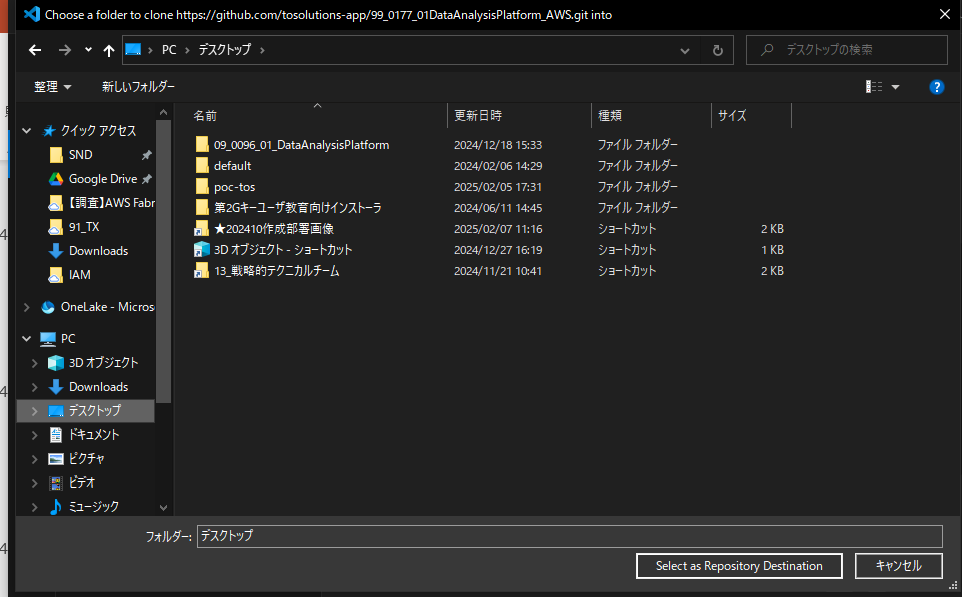 Choose a folder to clone https://github.com/tosolutions-app/99_0177_01DataAnalysisPlatform_AWS.git into
PC
デスクトップ
デスクトップの検索
整理
新しいフォルダー
名前
更新日時
種類
サイズ
クイック アクセス
SND
Google Drive
【調査】AWS Fabr
91_TX
Downloads
IAM
OneLake - Micros
PC
3D オブジェクト
Downloads
デスクトップ
ドキュメント
ピクチャ
ビデオ
ミュージック
09_0096_01_DataAnalysisPlatform 2024/12/18 15:33 ファイル フォルダー
default 2024/02/06 14:29 ファイル フォルダー
poc-tos 2025/02/05 17:31 ファイル フォルダー
第2Gキーユーザ教育向けインストーラ 2024/06/11 14:45 ファイル フォルダー
★202410作成部署画像 2025/02/07 11:16 ショートカット 2 KB
3D オブジェクト - ショートカット 2024/12/27 16:19 ショートカット 1 KB
13_戦略的テクニカルチーム 2024/11/21 10:41 ショートカット 2 KB
フォルダー: デスクトップ
Select as Repository Destination
キャンセル